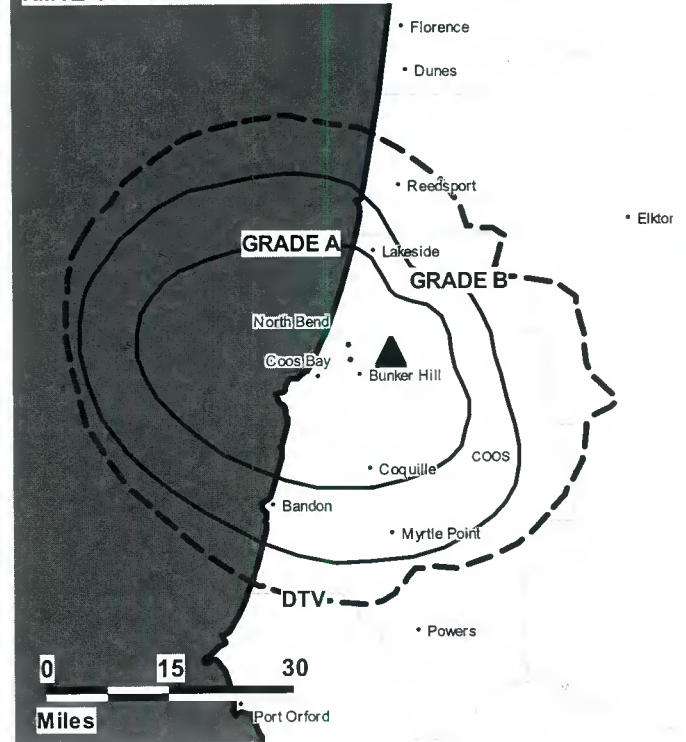 Florence
Dunes
Reedsport
Elkton
GRADE A
Lakeside
GRADE B
North Bend
Coos Bay
Bunker Hill
Coquille
COOS
Bandon
Myrtle Point
DTV
Powers
0 15 30
Miles
Port Orford